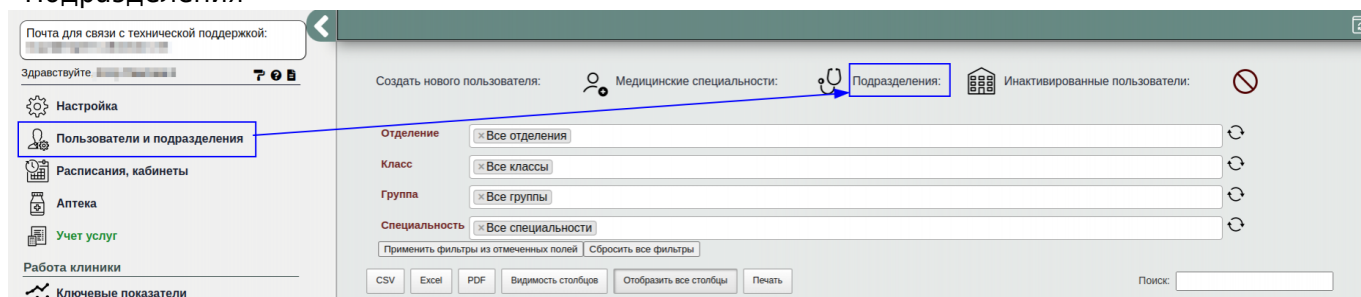 Подразделения
Почта для связи с технической поддержкой:
Здравствуйте
Настройка
Пользователи и подразделения
Расписания, кабинеты
Аптека
Учет услуг
Работа клиники
Ключевые показатели
Создать нового пользователя: Медицинские специальности: Подразделения: Инактивированные пользователи:
Отделение ×Все отделения
Класс ×Все классы
Группа ×Все группы
Специальность ×Все специальности
Применить фильтры из отмеченных полей Сбросить все фильтры
CSV Excel PDF Видимость столбцов Отобразить все столбцы Печать Поиск: